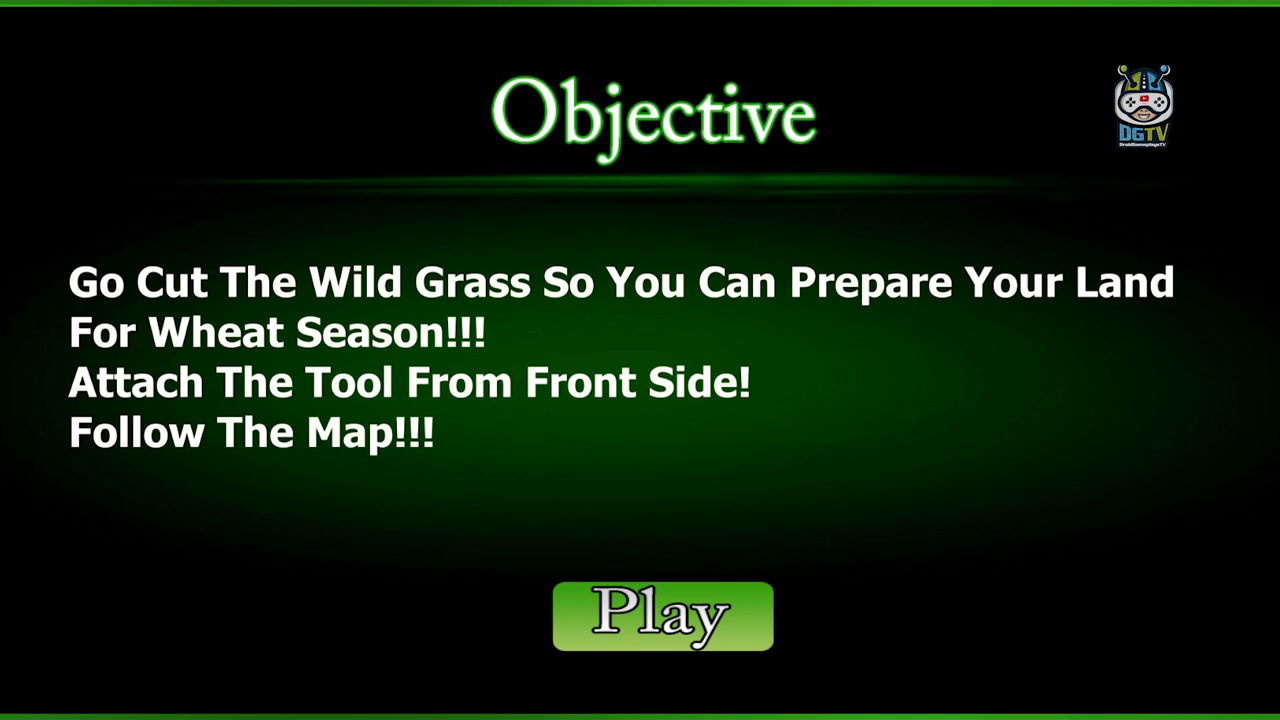 Objective
DGTV
DroidGameplaysTV
Go Cut The Wild Grass So You Can Prepare Your Land
For Wheat Season!!!
Attach The Tool From Front Side!
Follow The Map!!!
Play